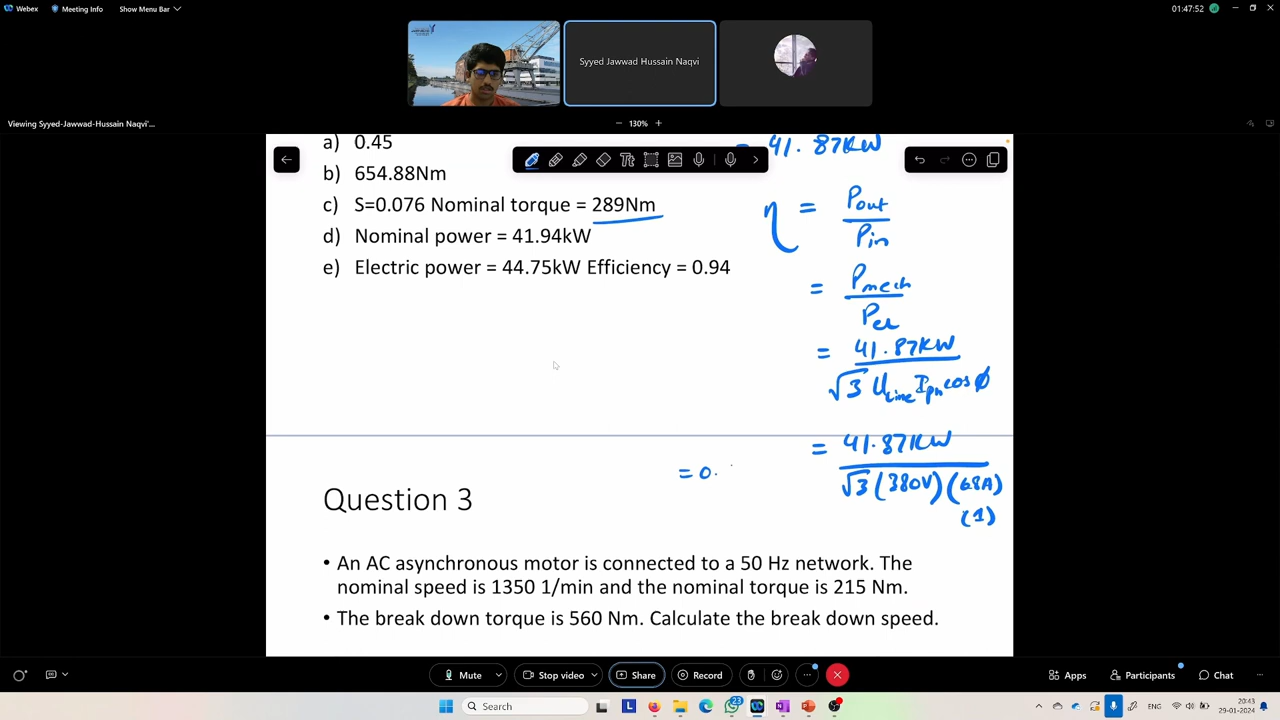 Webex
Meeting Info
Show Menu Bar
01:47:52
Syyed Jawwad Hussain Naqvi
Viewing Syyed-Jawwad-Hussain Naqvi'...
130%
a) 0.45
b) 654.88Nm
c) S=0.076 Nominal torque = 289Nm
d) Nominal power = 41.94kW
e) Electric power = 44.75kW Efficiency = 0.94
= 41.87KW
η = Pout / Pin
= Pmech / Pel
= 41.87KW / √3 Uline Iph cos ϕ
= 41.87KW / √3 (380V) (68A) (1)
= 0.
Question 3
• An AC asynchronous motor is connected to a 50 Hz network. The
nominal speed is 1350 1/min and the nominal torque is 215 Nm.
• The break down torque is 560 Nm. Calculate the break down speed.
Mute
Stop video
Share
Record
Apps
Participants
Chat
Search
23
ENG
20:43
29-01-2024